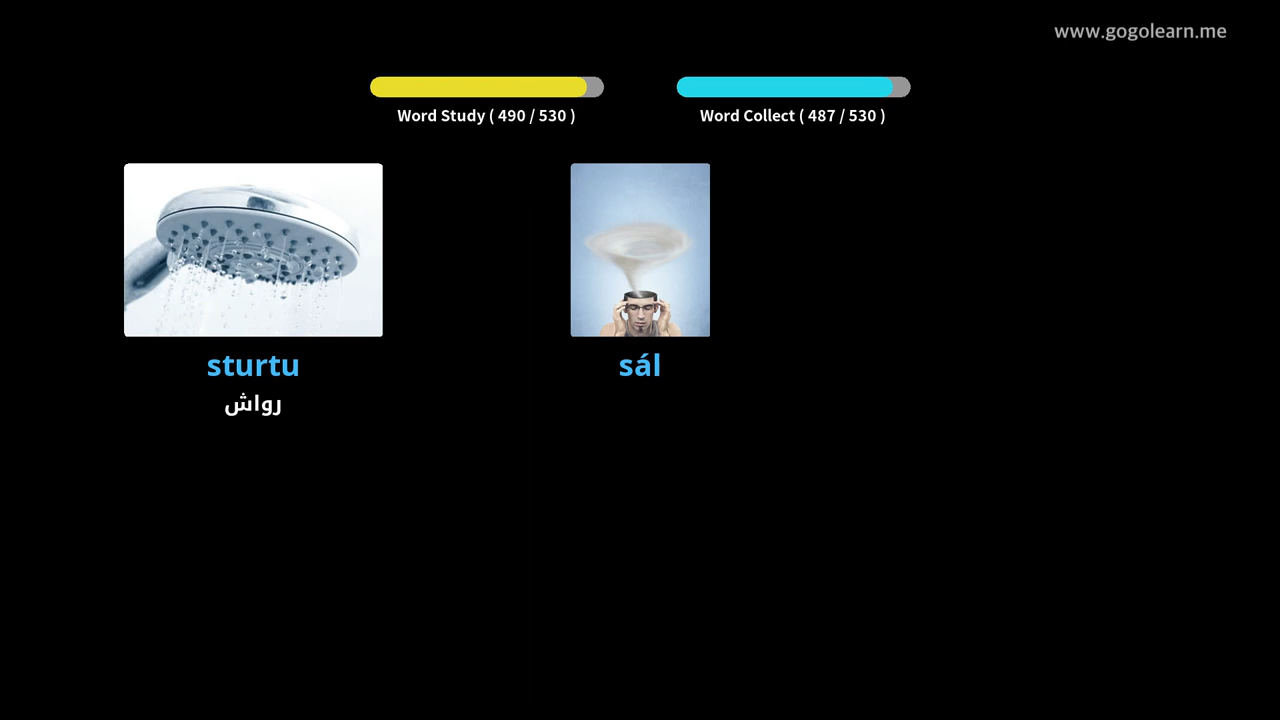 www.gogolearn.me
Word Study ( 490 / 530 )
Word Collect ( 487 / 530 )
sturtu
رواش
sál